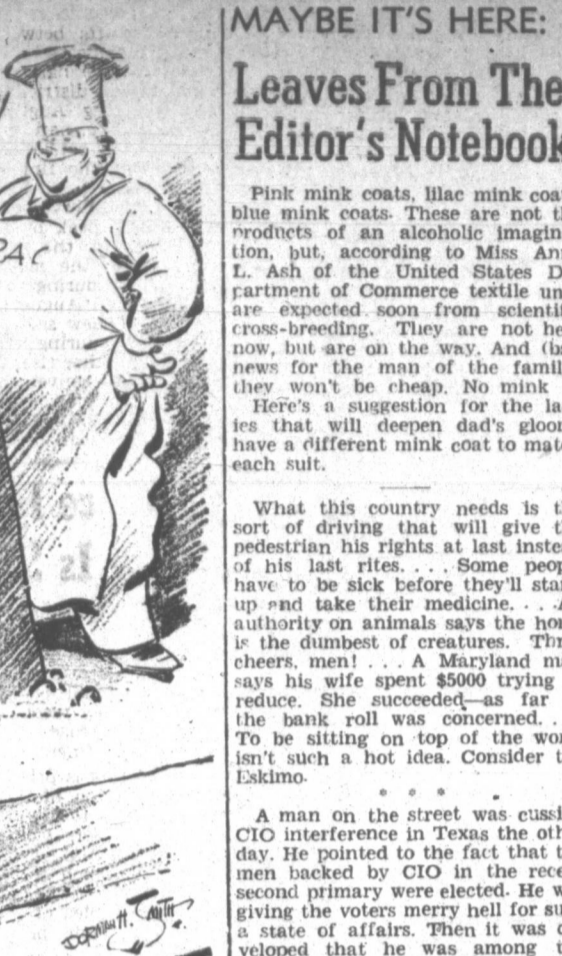 PAC
DORMAN H. SMITH
MAYBE IT'S HERE:
Leaves From The
Editor's Notebook
Pink mink coats, lilac mink coa
blue mink coats. These are not th
products of an alcoholic imagin
tion, but, according to Miss An
L. Ash of the United States D
partment of Commerce textile un
are expected soon from scientif
cross-breeding. They are not he
now, but are on the way. And (b
news for the man of the famil
they won't be cheap. No mink
Here's a suggestion for the la
ies that will deepen dad's gloom
have a different mink coat to mat
each suit.
What this country needs is t
sort of driving that will give t
pedestrian his rights at last inste
of his last rites. . . . Some peop
have to be sick before they'll sta
up and take their medicine. . . . A
authority on animals says the hor
is the dumbest of creatures. Thr
cheers, men! . . . A Maryland m
says his wife spent $5000 trying
reduce. She succeeded—as far
the bank roll was concerned. .
To be sitting on top of the wor
isn't such a hot idea. Consider t
Eskimo.
* * *
A man on the street was cussi
CIO interference in Texas the oth
day. He pointed to the fact that t
men backed by CIO in the rece
second primary were elected. He w
giving the voters merry hell for su
a state of affairs. Then it was d
veloped that he was among t